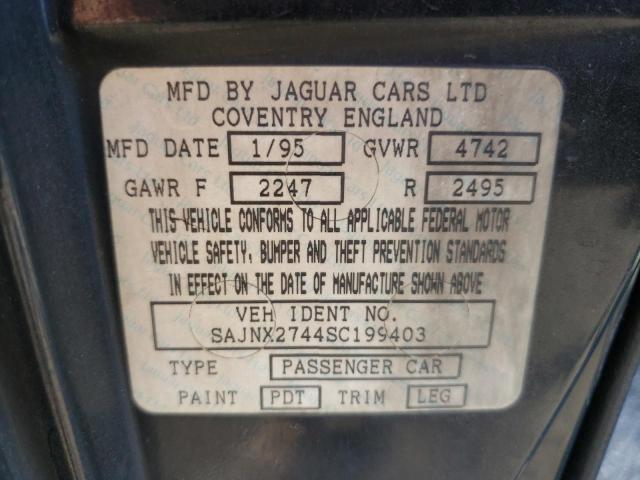 MFD BY JAGUAR CARS LTD
COVENTRY ENGLAND
MFD DATE 1/95 GVWR 4742
GAWR F 2247 R 2495
THIS VEHICLE CONFORMS TO ALL APPLICABLE FEDERAL MOTOR
VEHICLE SAFETY, BUMPER AND THEFT PREVENTION STANDARDS
IN EFFECT ON THE DATE OF MANUFACTURE SHOWN ABOVE
VEH IDENT NO.
SAJNX2744SC199403
TYPE PASSENGER CAR
PAINT PDT TRIM LEG